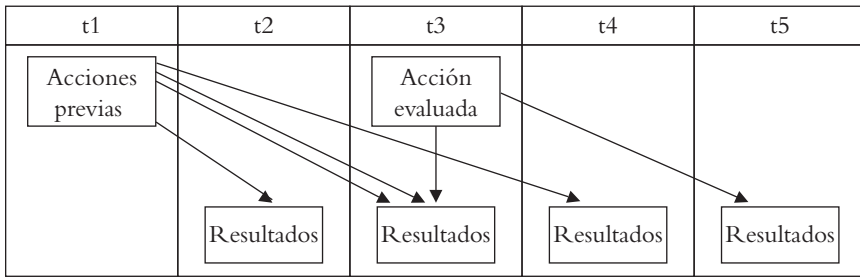 t1 t2 t3 t4 t5
Acciones
previas
Acción
evaluada
Resultados Resultados Resultados Resultados